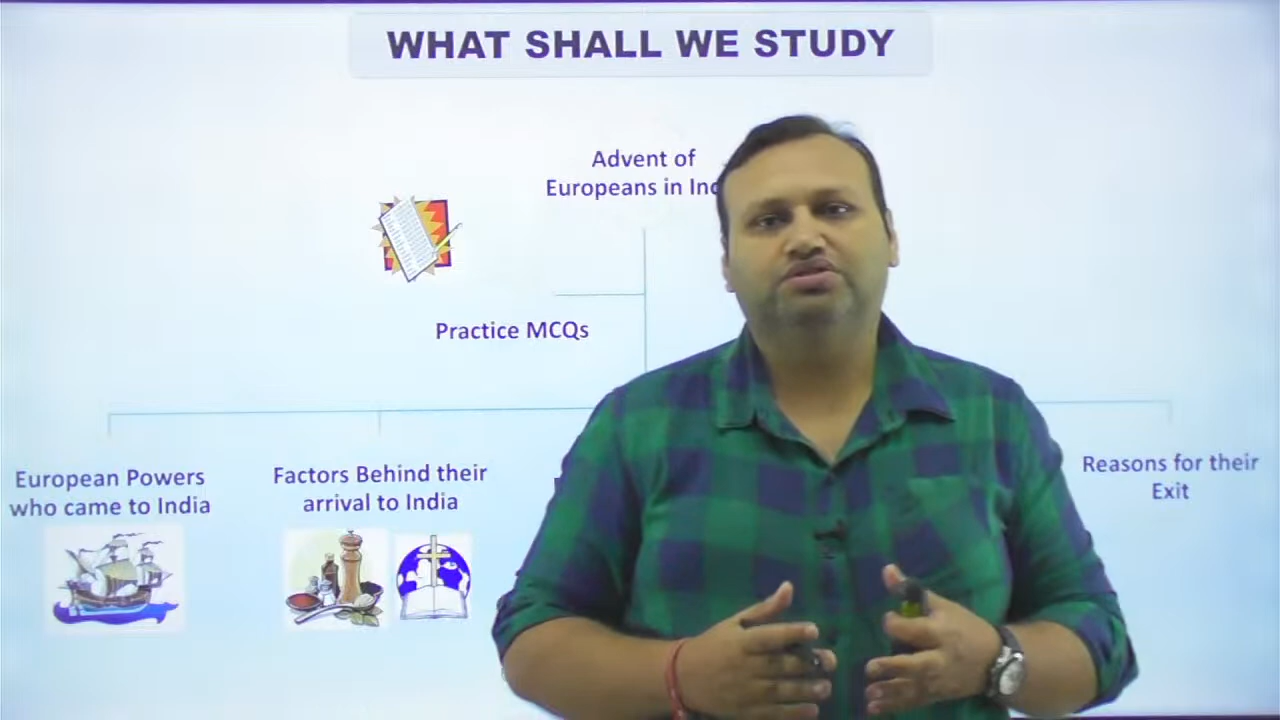 WHAT SHALL WE STUDY
Advent of
Europeans in
Practice MCQs
European Powers
who came to India
Factors Behind their
arrival to India
Reasons for their
Exit